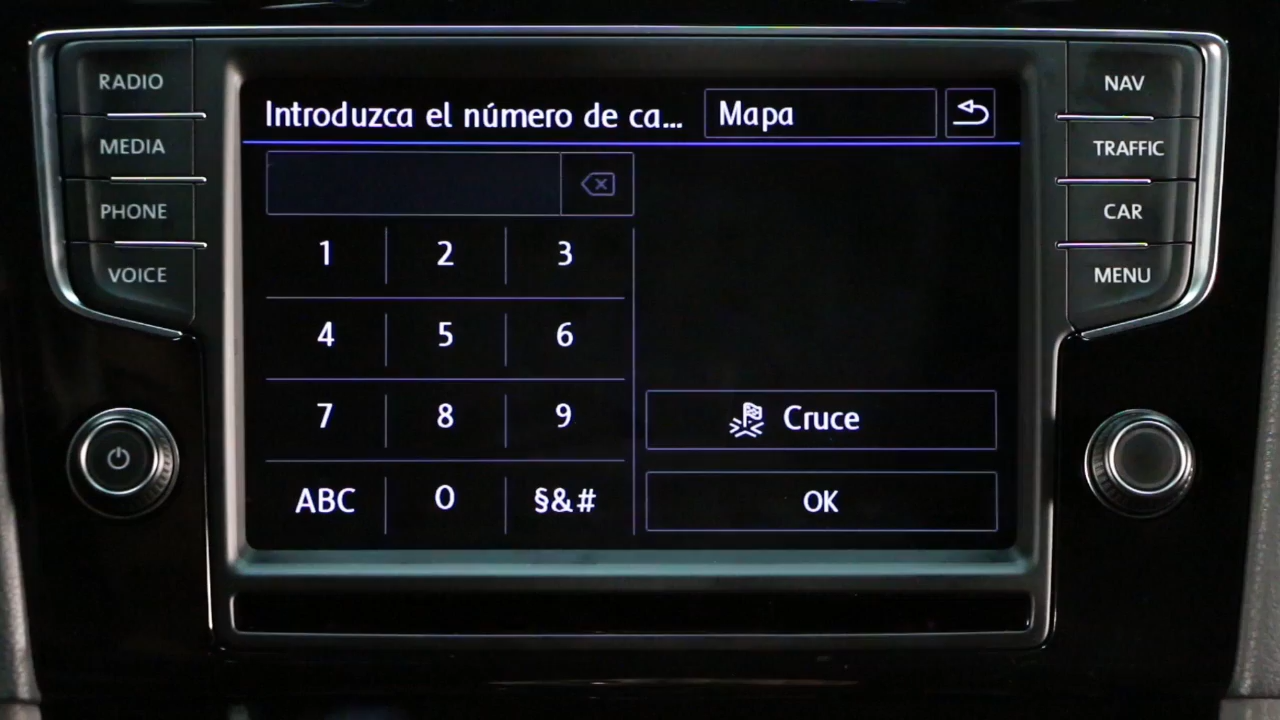 RADIO
MEDIA
PHONE
VOICE
Introduzca el número de ca...
Mapa
1 2 3
4 5 6
7 8 9
ABC 0 §&#
Cruce
OK
NAV
TRAFFIC
CAR
MENU